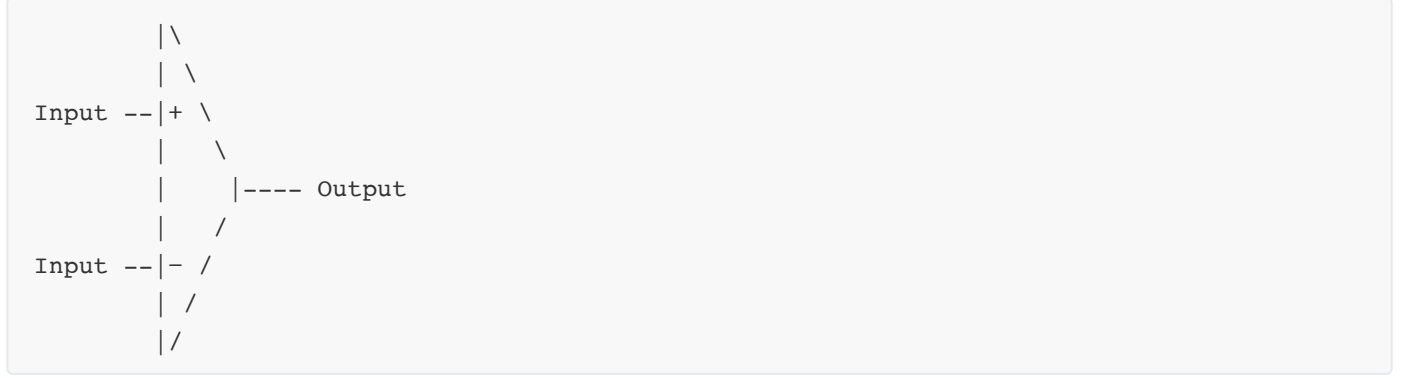 |\
| \
Input --|+ \
|   \
|    |---- Output
|   /
Input --|- /
| /
|/